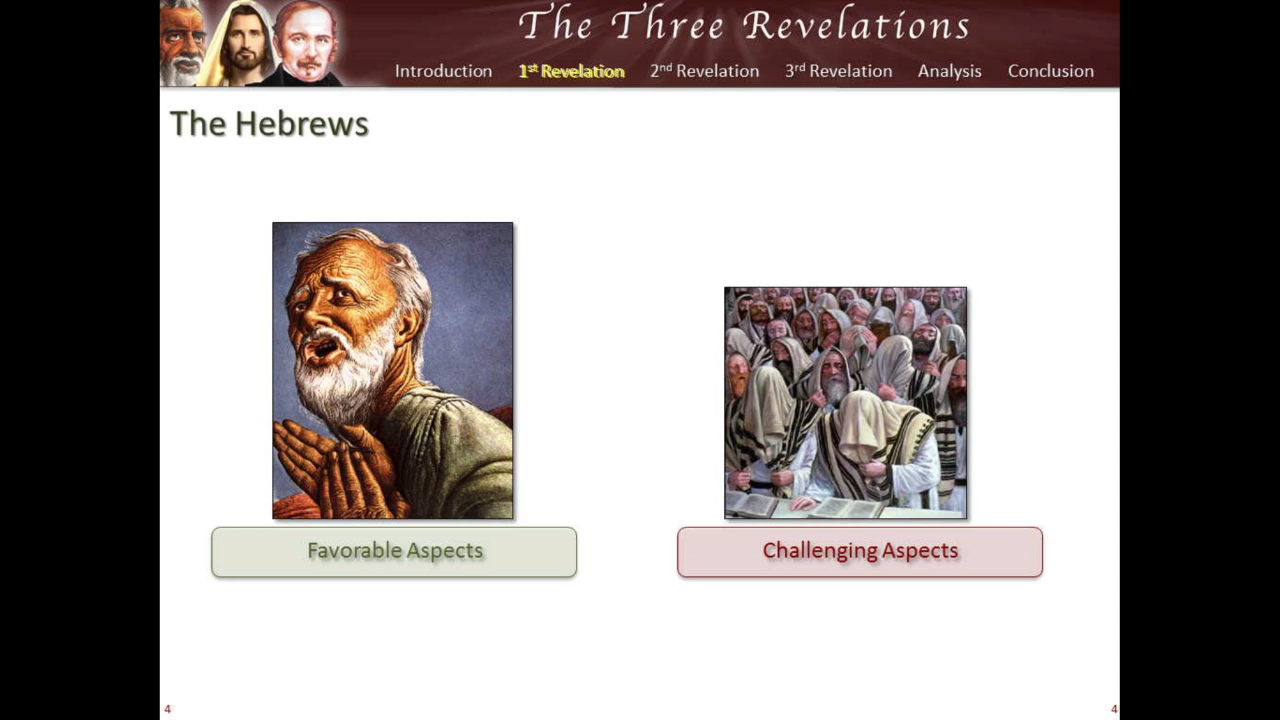 The Three Revelations
Introduction 1st Revelation 2nd Revelation 3rd Revelation Analysis Conclusion
The Hebrews
Favorable Aspects Challenging Aspects
4 4